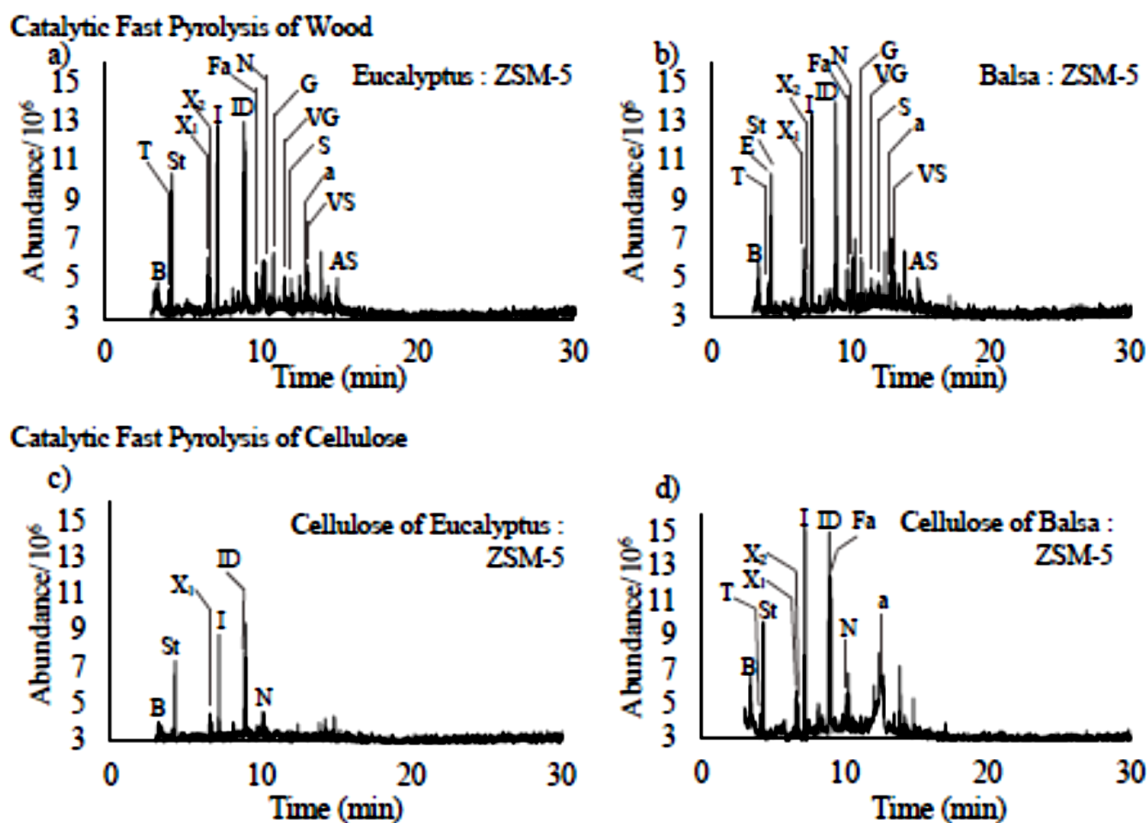 Catalytic Fast Pyrolysis of Wood
a)
Eucalyptus : ZSM-5
Abundance/10⁶
15
13
11
9
7
5
3
B
T
St
X₁
X₂
I
ID
Fa
N
G
VG
S
a
VS
AS
0 10 20 30
Time (min)
b)
Balsa : ZSM-5
Abundance/10⁶
15
13
11
9
7
5
3
B
T
E
St
X₁
X₂
I
ID
Fa
N
G
VG
S
a
VS
AS
0 10 20 30
Time (min)
Catalytic Fast Pyrolysis of Cellulose
c)
Cellulose of Eucalyptus :
ZSM-5
Abundance/10⁶
15
13
11
9
7
5
3
B
St
X₁
I
ID
N
0 10 20 30
Time (min)
d)
Cellulose of Balsa :
ZSM-5
Abundance/10⁶
15
13
11
9
7
5
3
B
T
St
X₁
X₂
I
ID
Fa
N
a
0 10 20 30
Time (min)